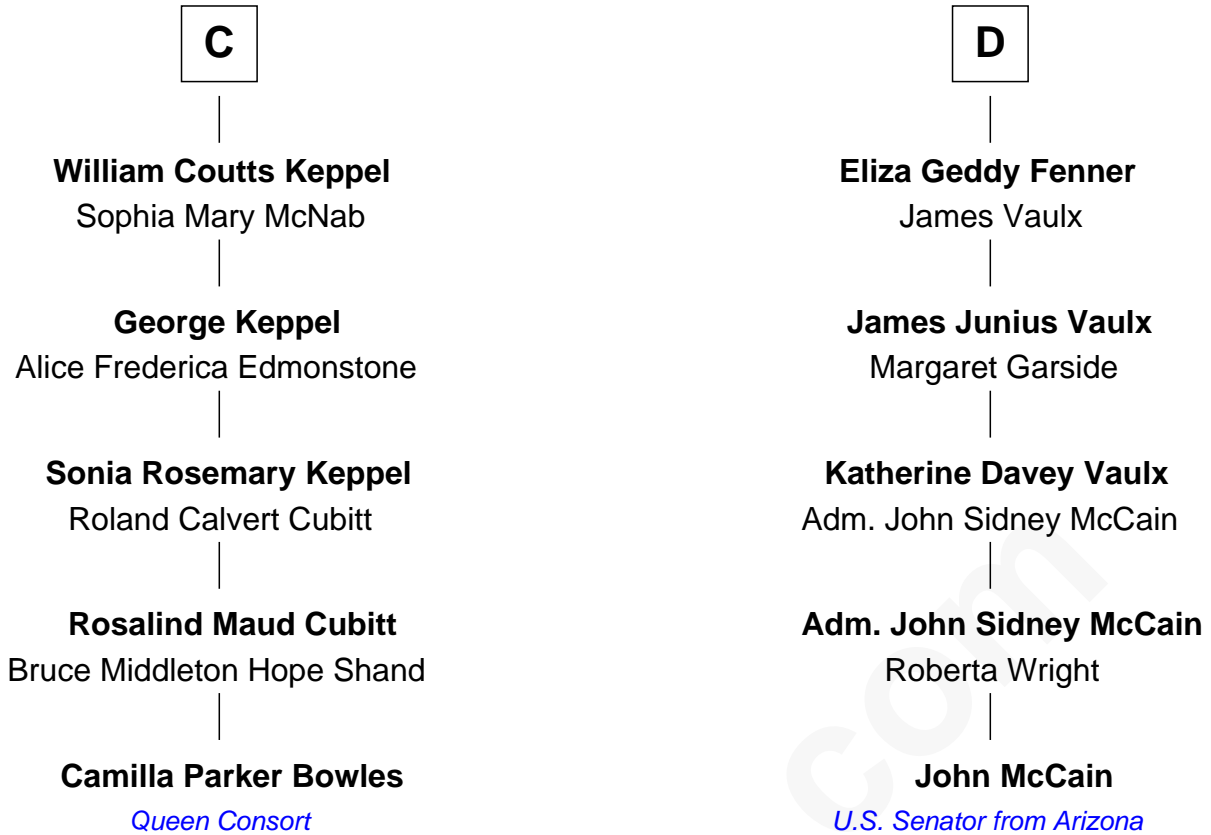 C
William Coutts Keppel
Sophia Mary McNab
George Keppel
Alice Frederica Edmonstone
Sonia Rosemary Keppel
Roland Calvert Cubitt
Rosalind Maud Cubitt
Bruce Middleton Hope Shand
Camilla Parker Bowles
Queen Consort
D
Eliza Geddy Fenner
James Vaulx
James Junius Vaulx
Margaret Garside
Katherine Davey Vaulx
Adm. John Sidney McCain
Adm. John Sidney McCain
Roberta Wright
John McCain
U.S. Senator from Arizona
com